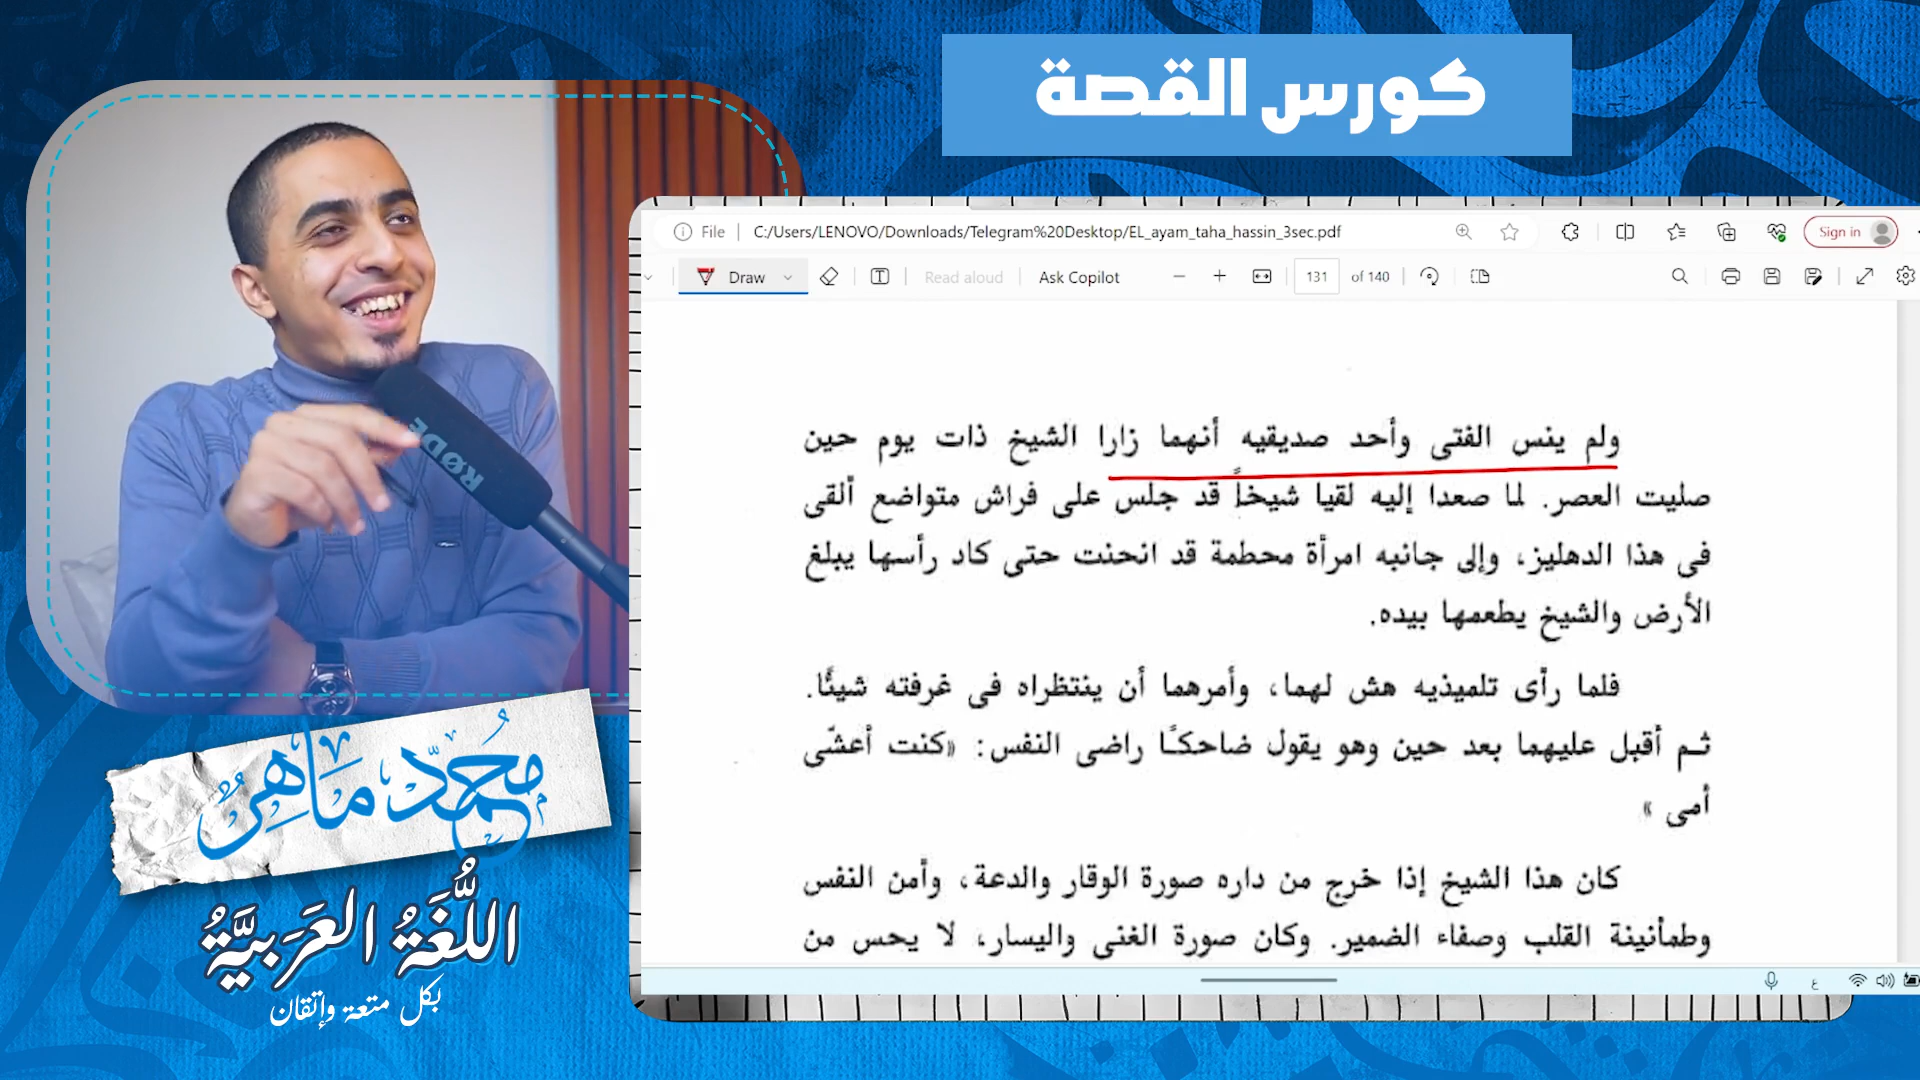 كورس القصة
File
C:/Users/LENOVO/Downloads/Telegram%20Desktop/EL_ayam_taha_hassin_3sec.pdf
Sign in
Draw
Read aloud
Ask Copilot
131
of 140
ولم ينس الفتى وأحد صديقيه أنهما زارا الشيخ ذات يوم حين
صليت العصر. لما صعدا إليه لقيا شيخاً قد جلس على فراش متواضع ألقى
فى هذا الدهليز، وإلى جانبه امرأة محطمة قد انحنت حتى كاد رأسها يبلغ
الأرض والشيخ يطعمها بيده.
فلما رأى تلميذيه هش لهما، وأمرهما أن ينتظراه فى غرفته شيئًا.
ثم أقبل عليهما بعد حين وهو يقول ضاحكًا راضى النفس: «كنت أعشّى
أمى »
كان هذا الشيخ إذا خرج من داره صورة الوقار والدعة، وأمن النفس
وطمأنينة القلب وصفاء الضمير. وكان صورة الغنى واليسار، لا يحس من
ع
RØDE
مُحمّد مَاهِرُ
اللُّغَةُ العَرَبيَّةُ
بكل متعة وإتقان